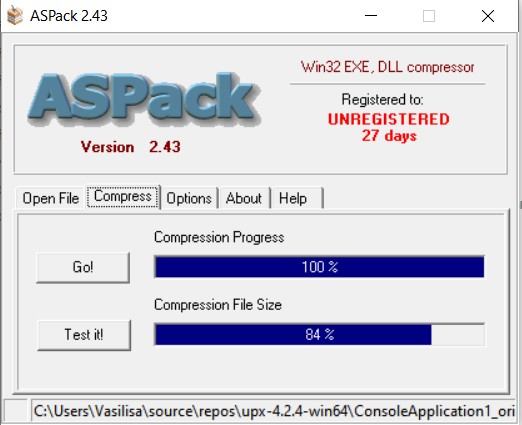 ASPack 2.43
ASPack
Version 2.43
Win32 EXE, DLL compressor
Registered to:
UNREGISTERED
27 days
Open File Compress Options About Help
Compression Progress
Go! 100 %
Compression File Size
Test it! 84 %
C:\Users\Vasilisa\source\repos\upx-4.2.4-win64\ConsoleApplication1_ori